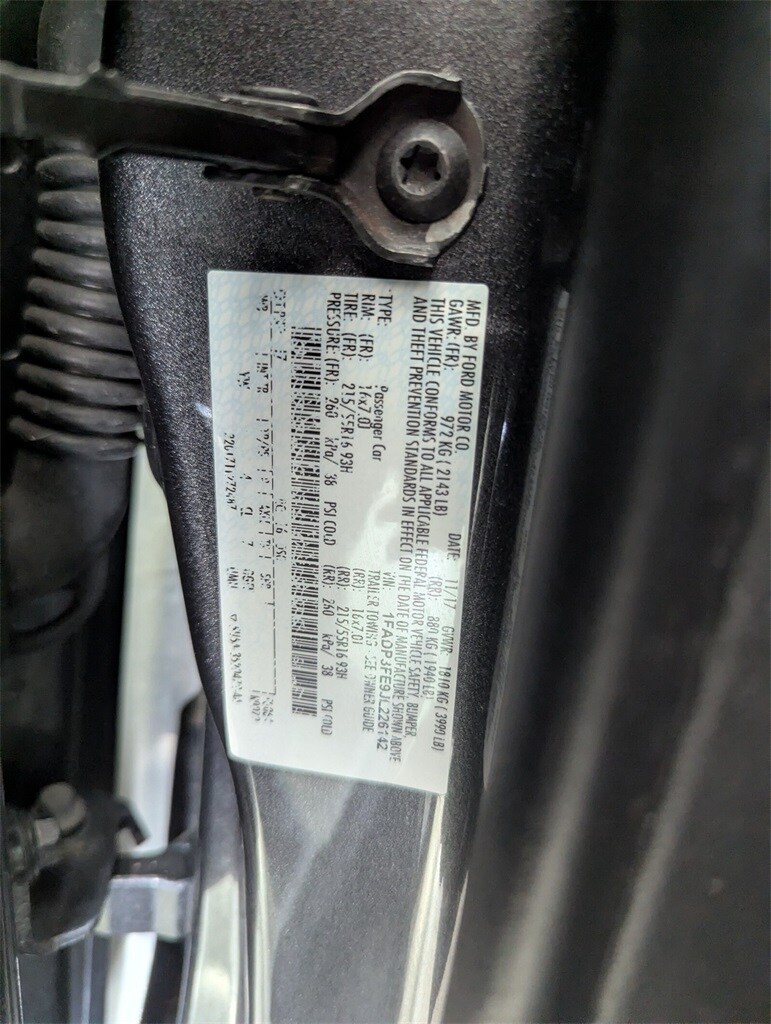 MFD. BY FORD MOTOR CO.
DATE: 11/17 GVWR: 1810 KG ( 3999 LB)
GAWR: (FR): 972 KG ( 2143 LB) (RR): 881 KG ( 1940 LB)
THIS VEHICLE CONFORMS TO ALL APPLICABLE FEDERAL MOTOR VEHICLE SAFETY, BUMPER,
AND THEFT PREVENTION STANDARDS IN EFFECT ON THE DATE OF MANUFACTURE SHOWN ABOVE
VIN: 1FADP3FE9JL226142
TYPE: Passenger Car TRAILER TOWING - SEE OWNER GUIDE
RIM: (FR): 16x7.0J (RR): 16x7.0J
TIRE: (FR): 215/55R16 93H (RR): 215/55R16 93H
PRESSURE: (FR): 260 kPa/ 38 PSI COLD (RR): 260 kPa/ 38 PSI COLD